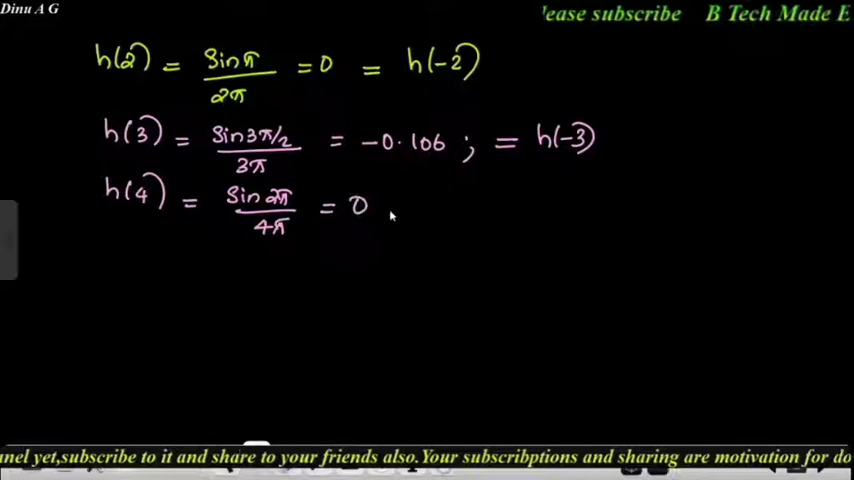 Dinu A G
lease subscribe B Tech Made E
h(2) = sinπ/2π = 0 = h(-2)
h(3) = sin3π/2/3π = -0.106 ; = h(-3)
h(4) = sin2π/4π = 0
nel yet,subscribe to it and share to your friends also.Your subscribptions and sharing are motivation for do